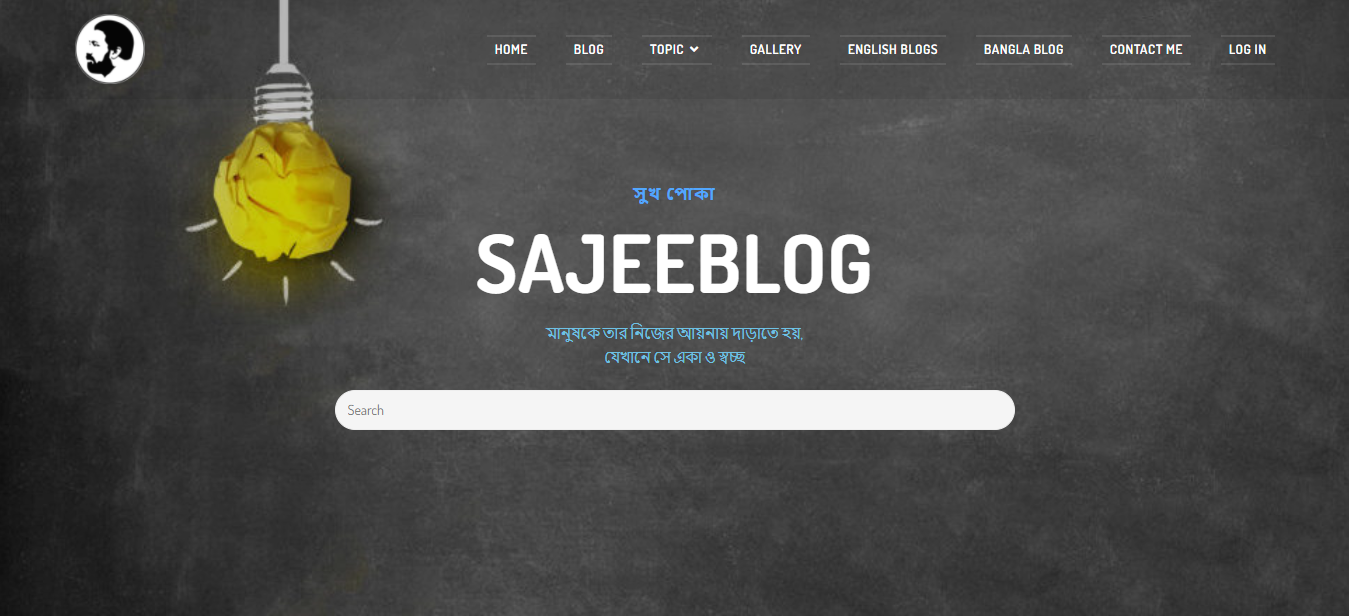 HOME
BLOG
TOPIC
GALLERY
ENGLISH BLOGS
BANGLA BLOG
CONTACT ME
LOG IN
সুখ পোকা
SAJEEBLOG
মানুষকে তার নিজের আয়নায় দাড়াতে হয়,
যেখানে সে একা ও স্বচ্ছ
Search